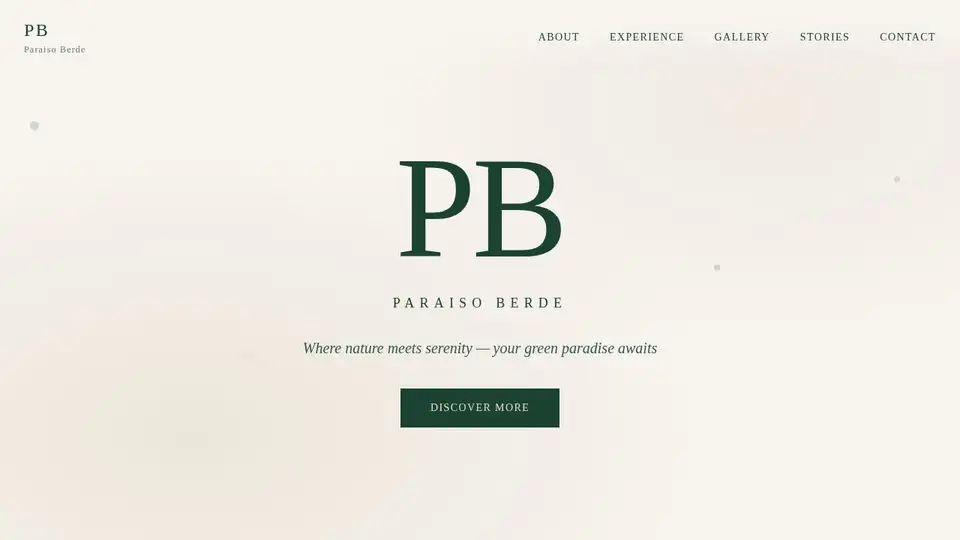 PB
Paraiso Berde
ABOUT
EXPERIENCE
GALLERY
STORIES
CONTACT
PB
PARAISO BERDE
Where nature meets serenity — your green paradise awaits
DISCOVER MORE